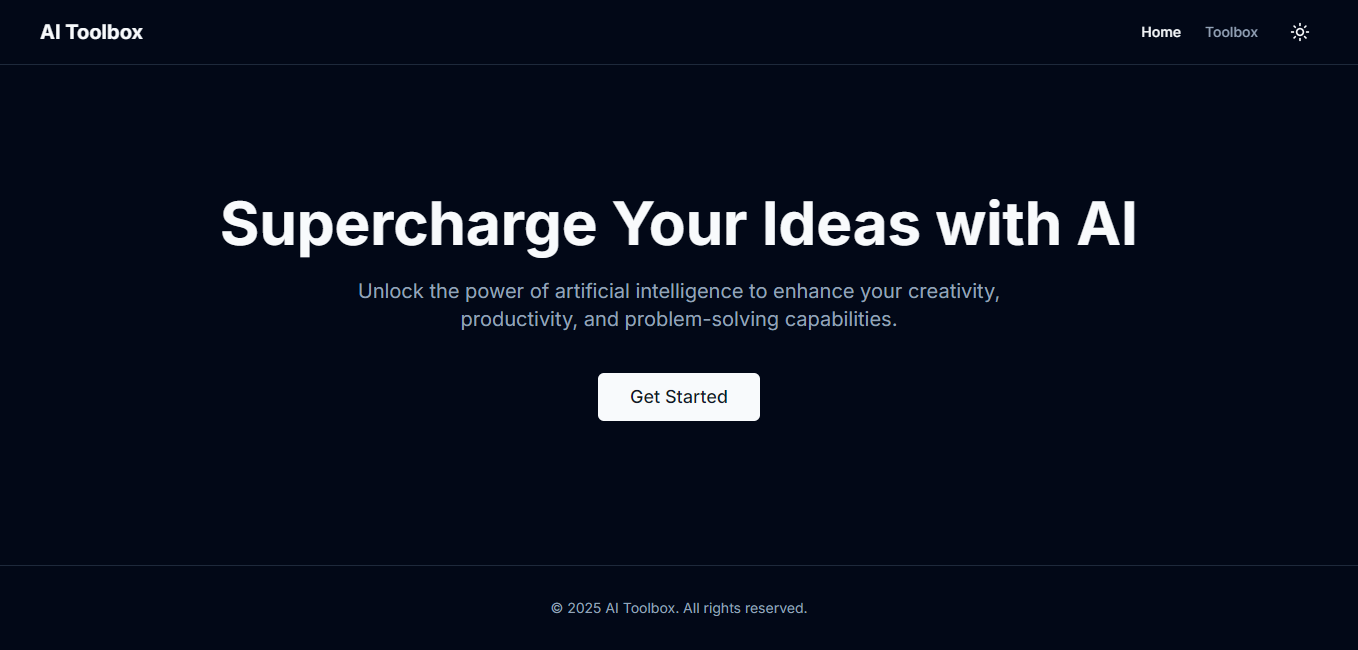 AI Toolbox
Home
Toolbox
Supercharge Your Ideas with AI
Unlock the power of artificial intelligence to enhance your creativity,
productivity, and problem-solving capabilities.
Get Started
© 2025 AI Toolbox. All rights reserved.